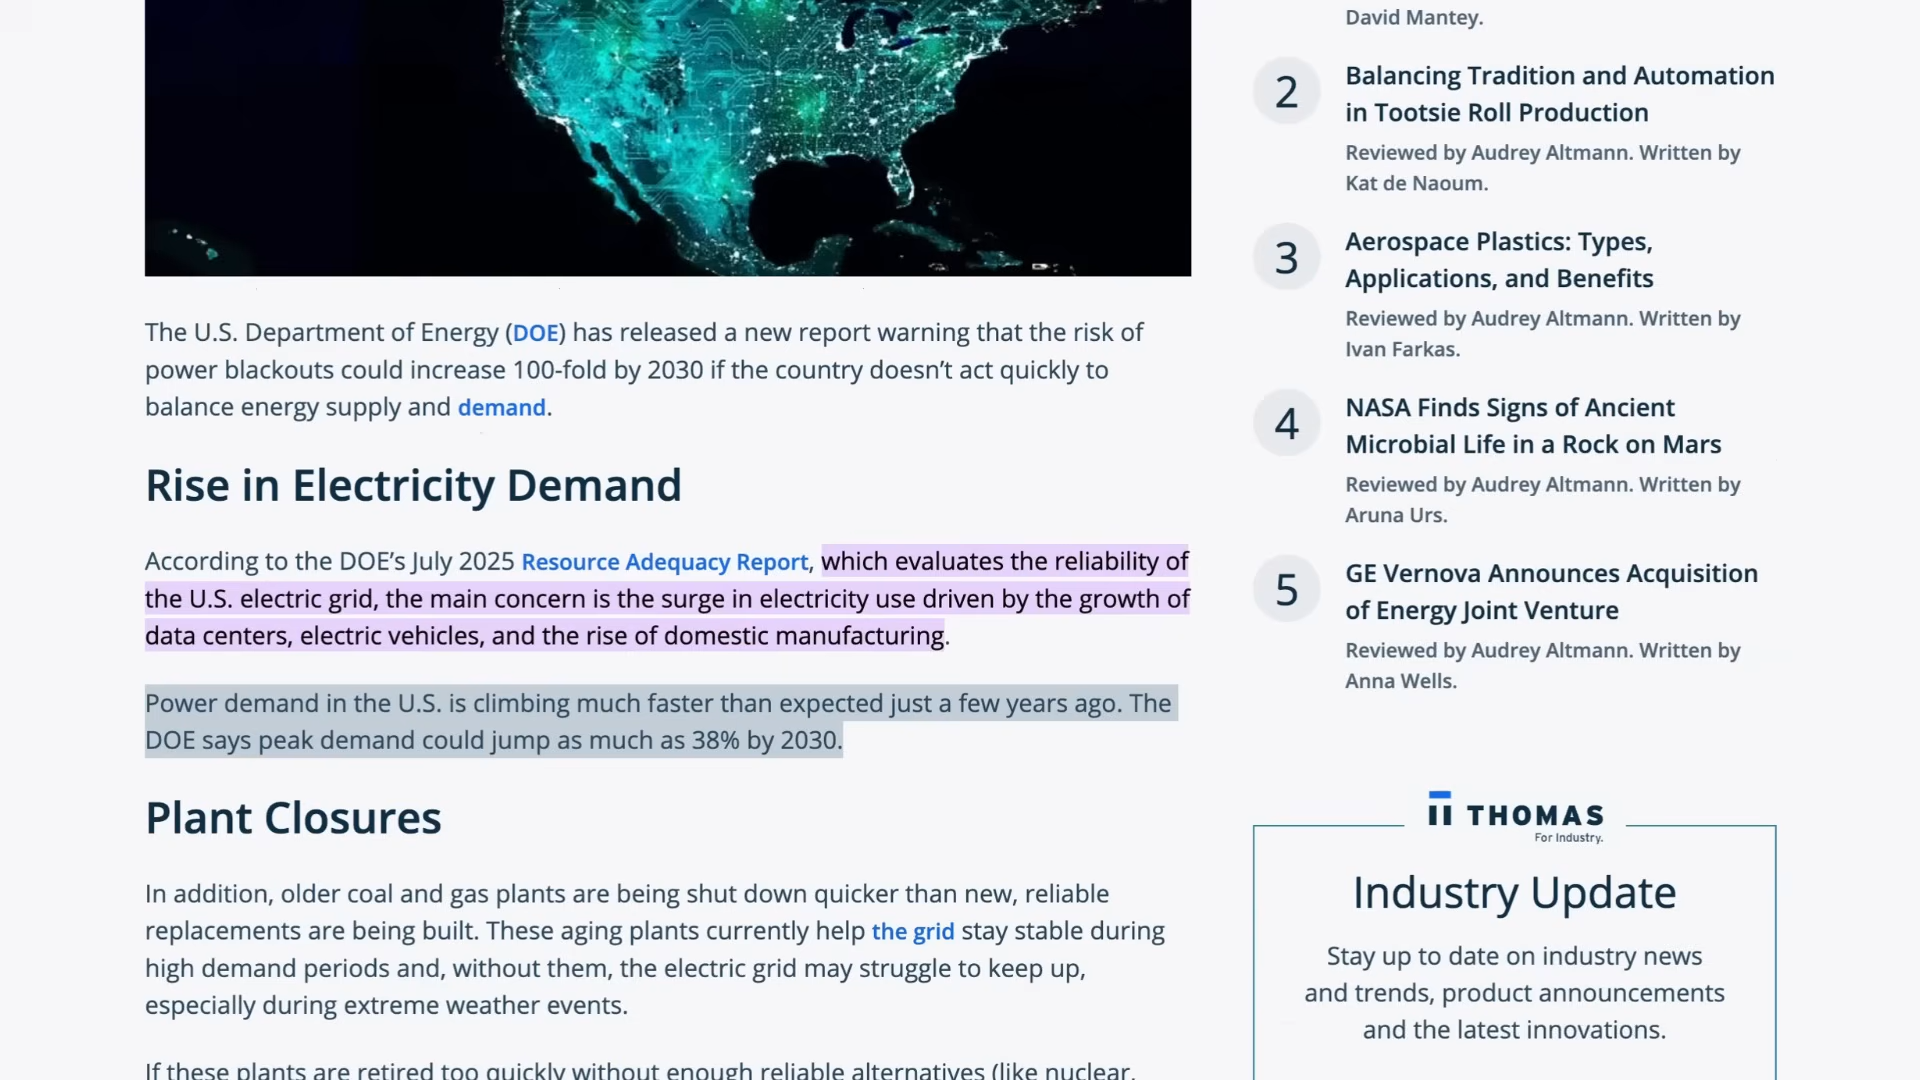 The U.S. Department of Energy (DOE) has released a new report warning that the risk of
power blackouts could increase 100-fold by 2030 if the country doesn’t act quickly to
balance energy supply and demand.
Rise in Electricity Demand
According to the DOE’s July 2025 Resource Adequacy Report, which evaluates the reliability of
the U.S. electric grid, the main concern is the surge in electricity use driven by the growth of
data centers, electric vehicles, and the rise of domestic manufacturing.
Power demand in the U.S. is climbing much faster than expected just a few years ago. The
DOE says peak demand could jump as much as 38% by 2030.
Plant Closures
In addition, older coal and gas plants are being shut down quicker than new, reliable
replacements are being built. These aging plants currently help the grid stay stable during
high demand periods and, without them, the electric grid may struggle to keep up,
especially during extreme weather events.
If these plants are retired too quickly without enough reliable alternatives (like nuclear,
David Mantey.
2
Balancing Tradition and Automation
in Tootsie Roll Production
Reviewed by Audrey Altmann. Written by
Kat de Naoum.
3
Aerospace Plastics: Types,
Applications, and Benefits
Reviewed by Audrey Altmann. Written by
Ivan Farkas.
4
NASA Finds Signs of Ancient
Microbial Life in a Rock on Mars
Reviewed by Audrey Altmann. Written by
Aruna Urs.
5
GE Vernova Announces Acquisition
of Energy Joint Venture
Reviewed by Audrey Altmann. Written by
Anna Wells.
THOMAS
For Industry.
Industry Update
Stay up to date on industry news
and trends, product announcements
and the latest innovations.